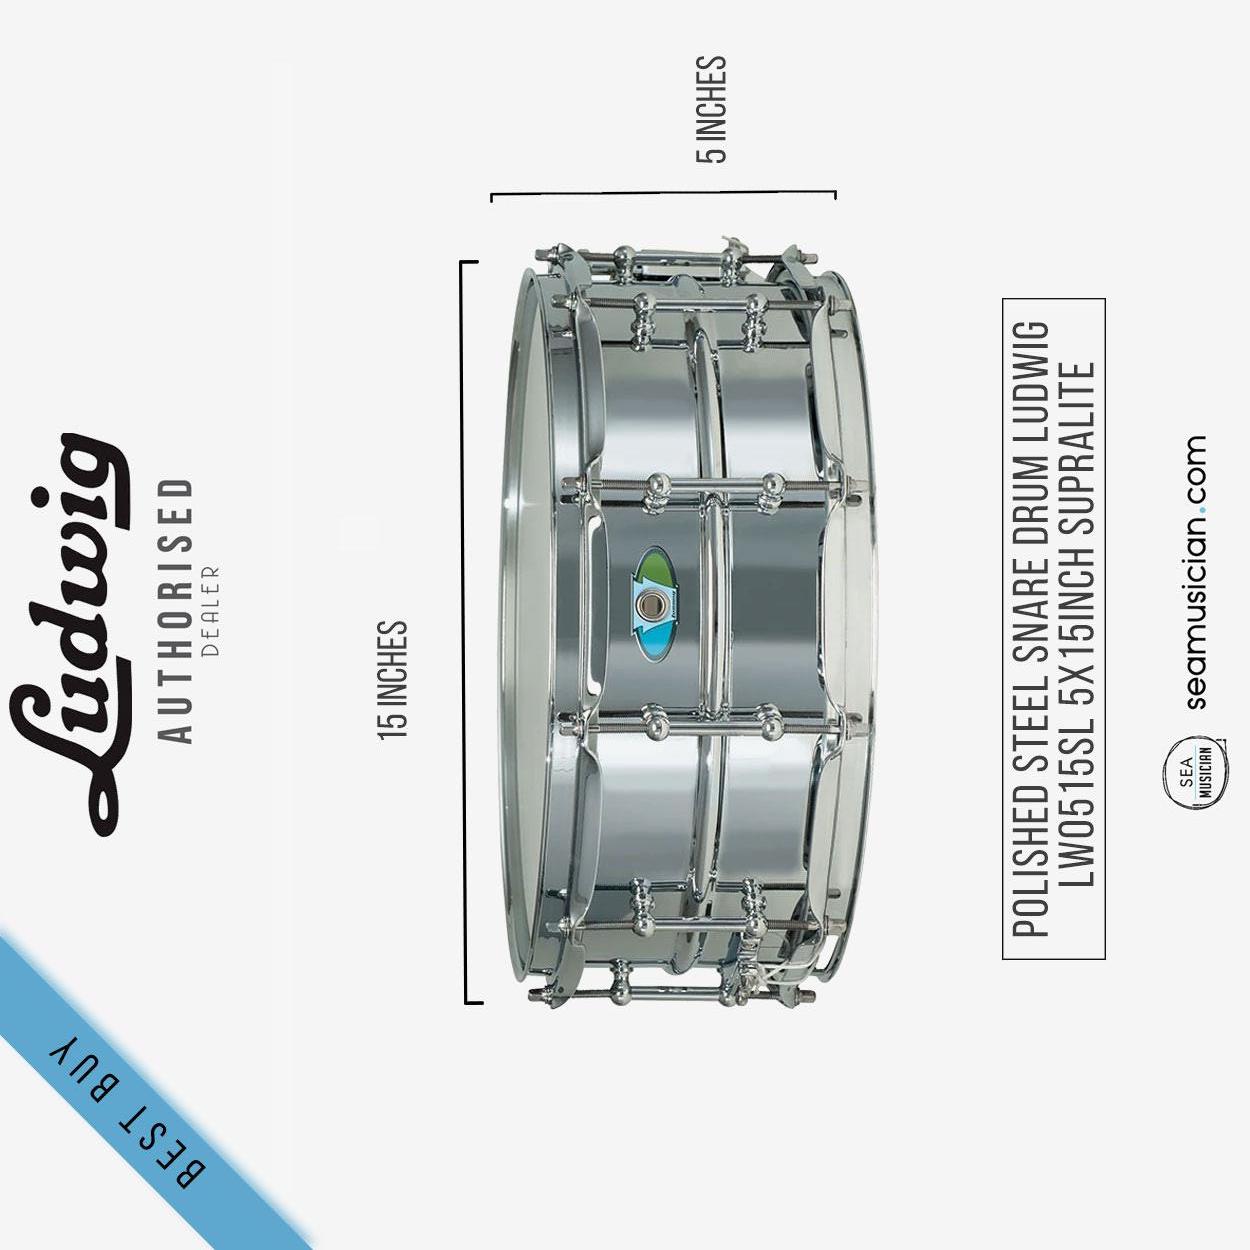 BEST BUY
Ludwig
AUTHORISED
DEALER
15 INCHES
5 INCHES
POLISHED STEEL SNARE DRUM LUDWIG
LW0515SL 5X15INCH SUPRALITE
SEA
MUSICIAN
seamusician.com